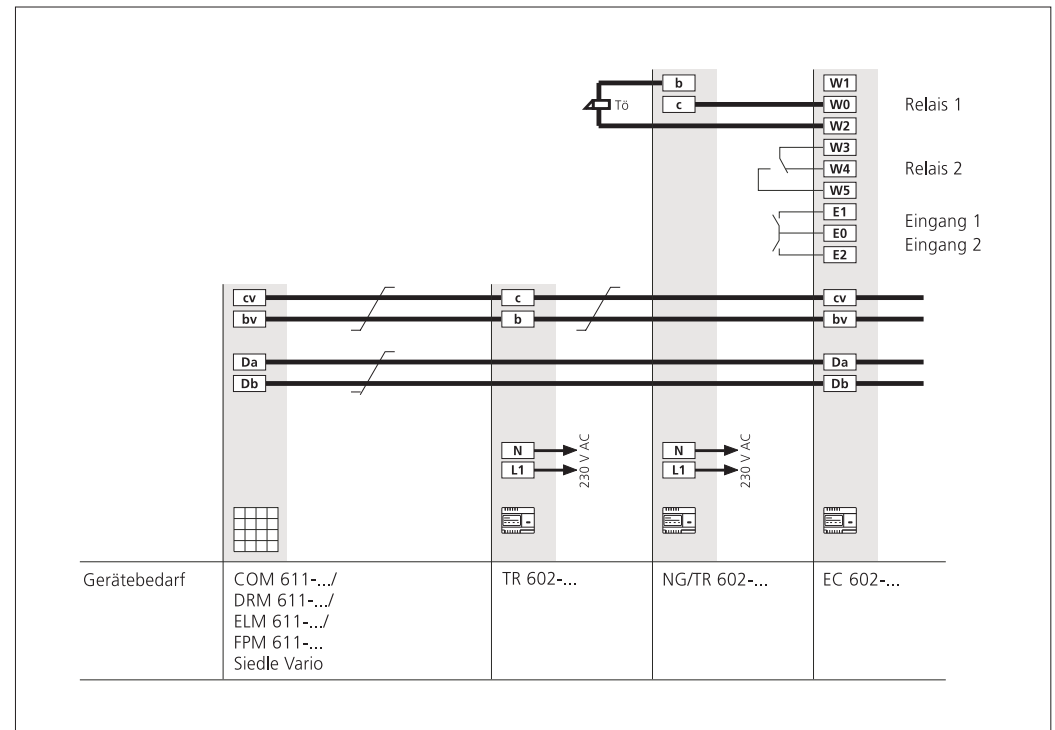 b
W1
Tö
c
W0
Relais 1
W2
W3
W4
Relais 2
W5
E1
Eingang 1
E0
Eingang 2
E2
cv
c
cv
bv
b
bv
Da
Da
Db
Db
N
L1
230 V AC
N
L1
230 V AC
Gerätebedarf
COM 611-.../
DRM 611-.../
ELM 611-.../
FPM 611-...
Siedle Vario
TR 602-...
NG/TR 602-...
EC 602-...